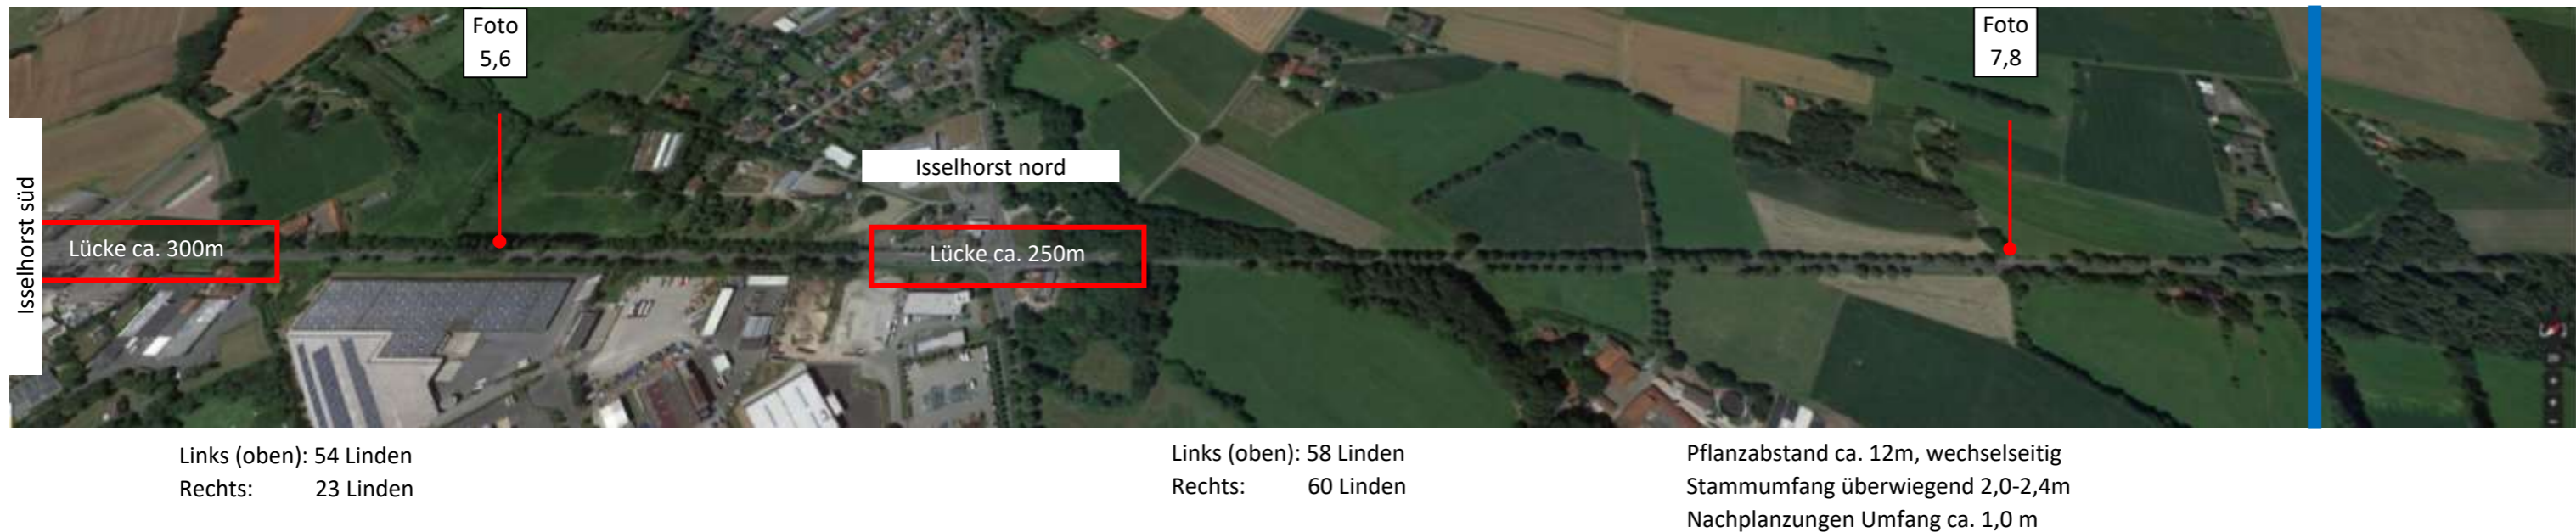 Foto
5,6
Foto
7,8
Isselhorst nord
Isselhorst süd
Lücke ca. 300m
Lücke ca. 250m
Links (oben): 54 Linden
Rechts: 23 Linden
Links (oben): 58 Linden
Rechts: 60 Linden
Pflanzabstand ca. 12m, wechselseitig
Stammumfang überwiegend 2,0-2,4m
Nachplanzungen Umfang ca. 1,0 m